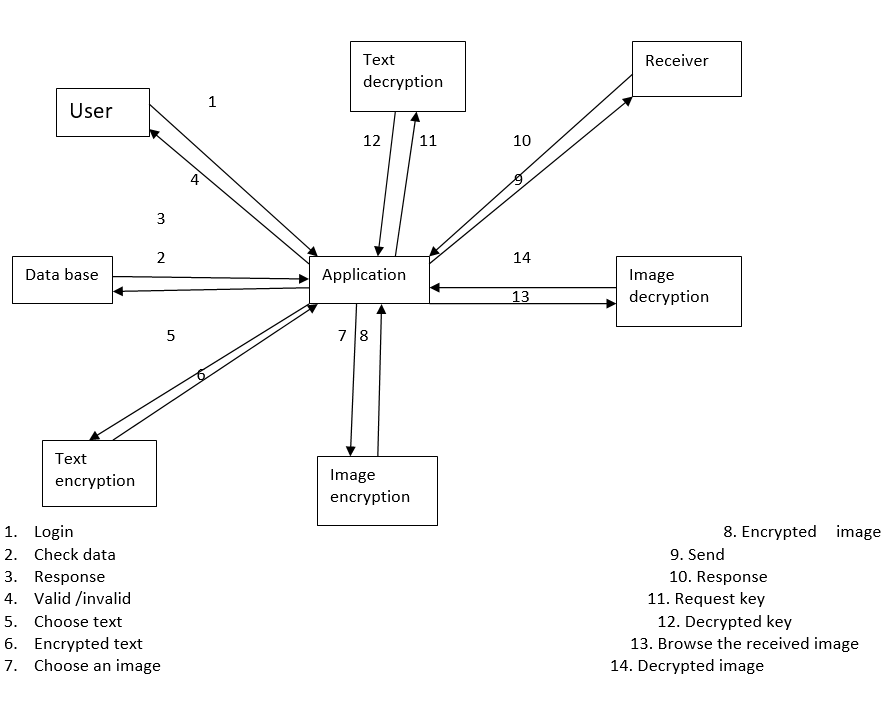 Text
decryption
Receiver
User
1
12
11
10
4
9
3
2
14
Data base
Application
Image
decryption
13
5
7
8
6
Text
encryption
Image
encryption
1. Login
2. Check data
3. Response
4. Valid /invalid
5. Choose text
6. Encrypted text
7. Choose an image
8. Encrypted image
9. Send
10. Response
11. Request key
12. Decrypted key
13. Browse the received image
14. Decrypted image